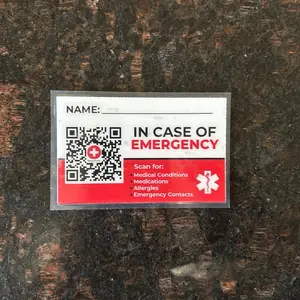 NAME:
IN CASE OF
EMERGENCY
Scan for:
•Medical Conditions
•Medications
•Allergies
•Emergency Contacts